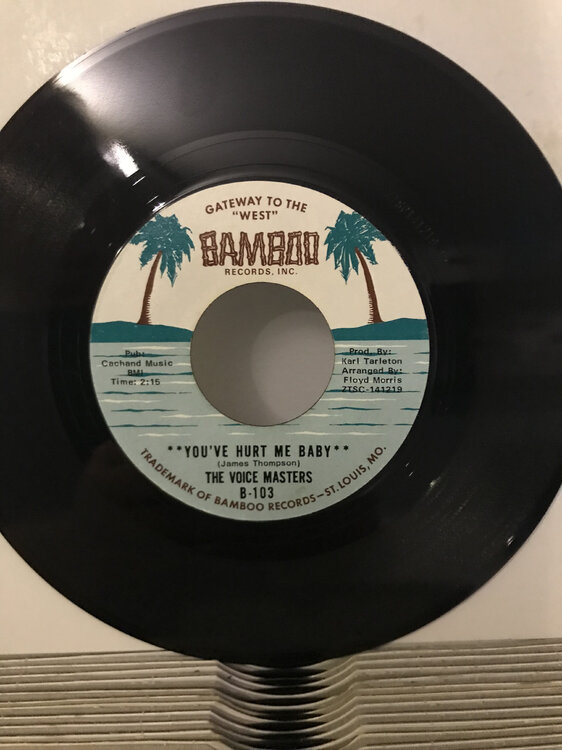 GATEWAY TO THE
"WEST"
BAMBOO
RECORDS, INC.
Pub:
Cachand Music
BMI
Time: 2:15
Prod. By:
Karl Tarleton
Arranged By:
Floyd Morris
ZTSC-141219
**YOU'VE HURT ME BABY**
(James Thompson)
THE VOICE MASTERS
B-103
TRADEMARK OF BAMBOO RECORDS—ST. LOUIS, MO.